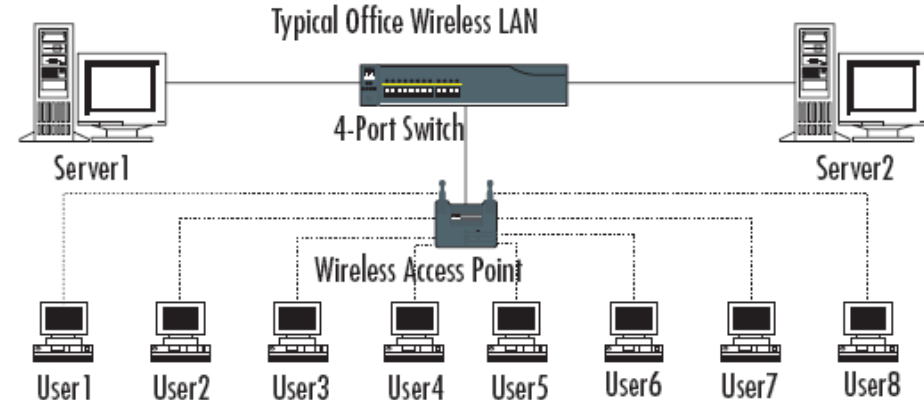 Typical Office Wireless LAN
4-Port Switch
Server1
Server2
Wireless Access Point
User1 User2 User3 User4 User5 User6 User7 User8